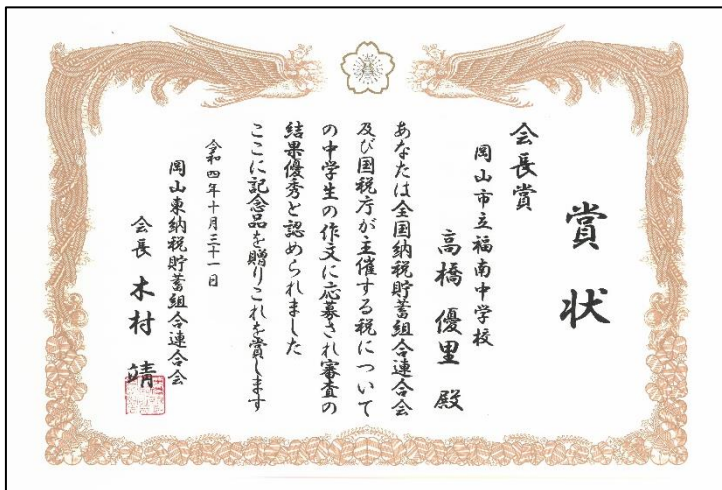 賞状
会長賞
岡山市立福南中学校
高橋優里殿
あなたは全国納税貯蓄組合連合会
及び国税庁が主催する税について
の中学生の作文に応募され審査の
結果優秀と認められました
ここに記念品を贈りこれを賞します
令和四年十月三十一日
岡山東納税貯蓄組合連合会
会長 木村靖